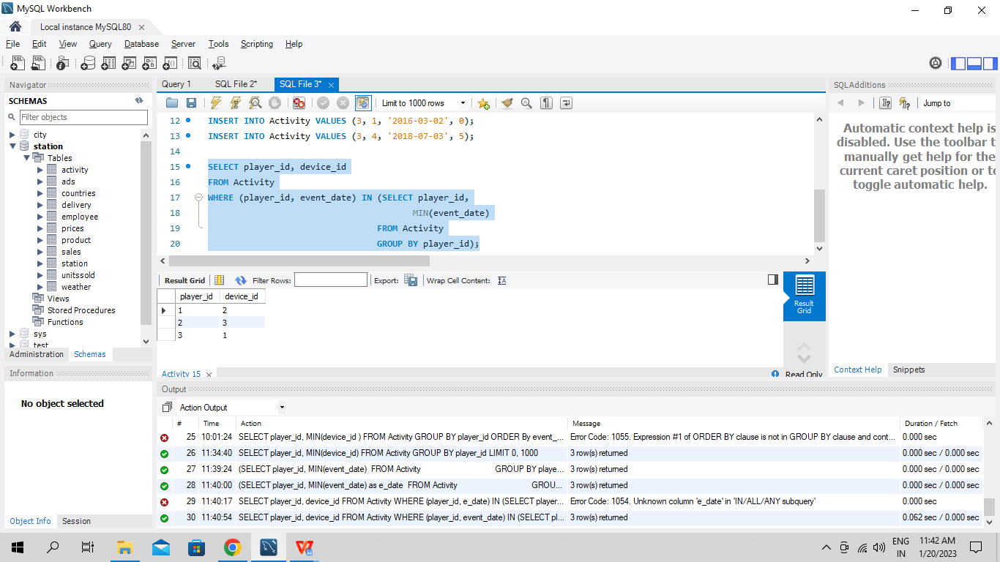 MySQL Workbench
Local instance MySQL80
File Edit View Query Database Server Tools Scripting Help
Navigator
SCHEMAS
Filter objects
city
station
Tables
activity
ads
countries
delivery
employee
prices
product
sales
station
unitssold
weather
Views
Stored Procedures
Functions
sys
test
Administration Schemas
Information
No object selected
Object Info Session
Query 1 SQL File 2* SQL File 3*
Limit to 1000 rows
12 INSERT INTO Activity VALUES (3, 1, '2016-03-02', 0);
13 INSERT INTO Activity VALUES (3, 4, '2018-07-03', 5);
14
15 SELECT player_id, device_id
16 FROM Activity
17 WHERE (player_id, event_date) IN (SELECT player_id,
18 MIN(event_date)
19 FROM Activity
20 GROUP BY player_id);
Result Grid Filter Rows: Export: Wrap Cell Content:
player_id device_id
1 2
2 3
3 1
Result
Grid
Activity 15
Read Only
SQLAdditions
Jump to
Automatic context help is
disabled. Use the toolbar t
manually get help for the
current caret position or to
toggle automatic help.
Context Help Snippets
Output
Action Output
# Time Action Message Duration / Fetch
25 10:01:24 SELECT player_id, MIN(device_id ) FROM Activity GROUP BY player_id ORDER By event_... Error Code: 1055. Expression #1 of ORDER BY clause is not in GROUP BY clause and cont... 0.000 sec
26 11:34:40 SELECT player_id, MIN(device_id) FROM Activity GROUP BY player_id LIMIT 0, 1000 3 row(s) returned 0.000 sec / 0.000 sec
27 11:39:24 (SELECT player_id, MIN(event_date) FROM Activity GROUP BY playe... 3 row(s) returned 0.000 sec / 0.000 sec
28 11:40:00 (SELECT player_id, MIN(event_date) as e_date FROM Activity GROU... 3 row(s) returned 0.000 sec / 0.000 sec
29 11:40:17 SELECT player_id, device_id FROM Activity WHERE (player_id, e_date) IN (SELECT player... Error Code: 1054. Unknown column 'e_date' in 'IN/ALL/ANY subquery' 0.000 sec
30 11:40:54 SELECT player_id, device_id FROM Activity WHERE (player_id, event_date) IN (SELECT pl... 3 row(s) returned 0.062 sec / 0.000 sec
ENG
IN
11:42 AM
1/20/2023